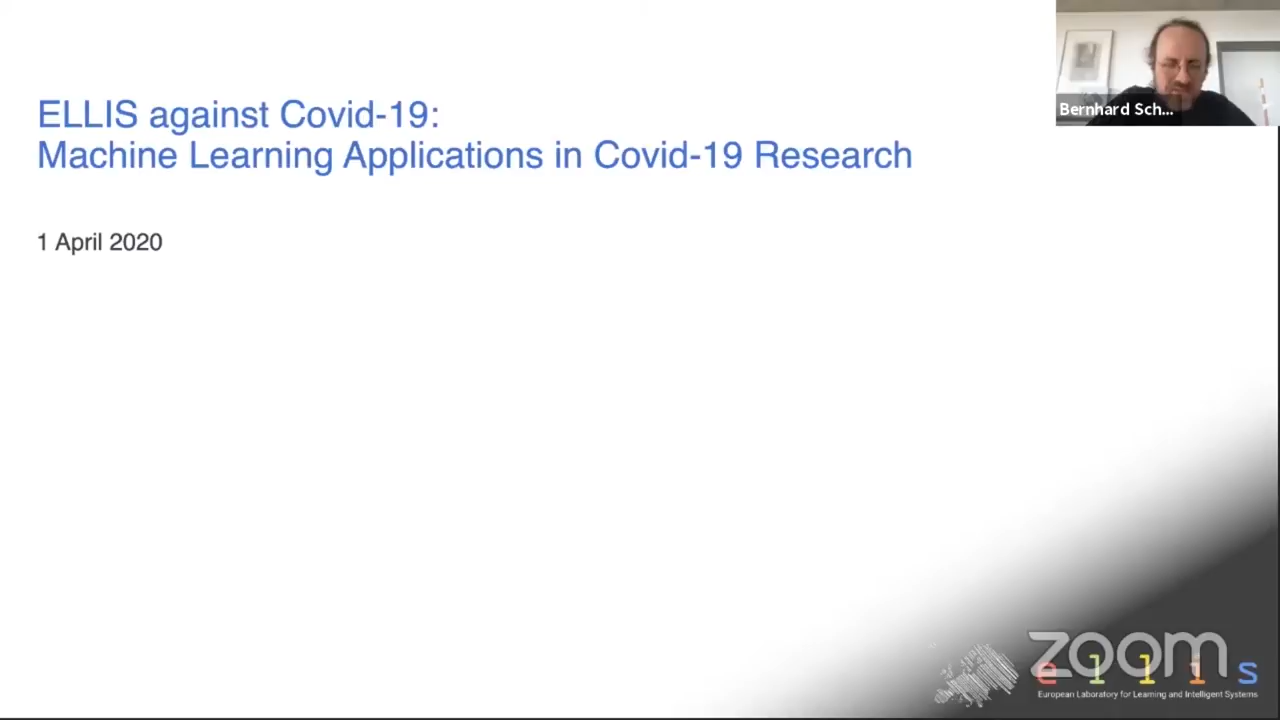 ELLIS against Covid-19:
Machine Learning Applications in Covid-19 Research
1 April 2020
Bernhard Sch...
zoom
ellis
European Laboratory for Learning and Intelligent Systems